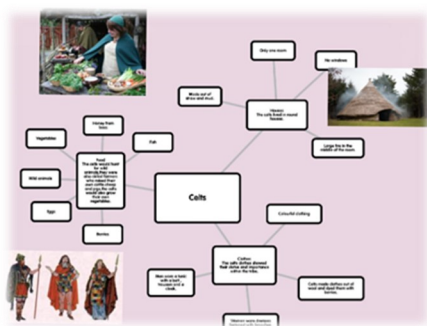 Only one room
No windows
Made out of
straw and mud.
Houses
The celts lived in round
houses.
Large fire in the
middle of the room
Honey from
bees
Vegetables
Fish
Food
The celts would hunt
for wild
animals,they were
also skilled farmers
who raised their
own cattle,sheep
and pigs,the celts
would also grow
their own
vegetables.
Wild animals
Eggs
Berries
Celts
Colourful clothing
Clothes
The celts clothes showed
their status and importance
within the tribe.
Men wore a tunic
with a belt,
trousers and a
cloak.
Celts made clothes out of
wool and dyed them with
berries.